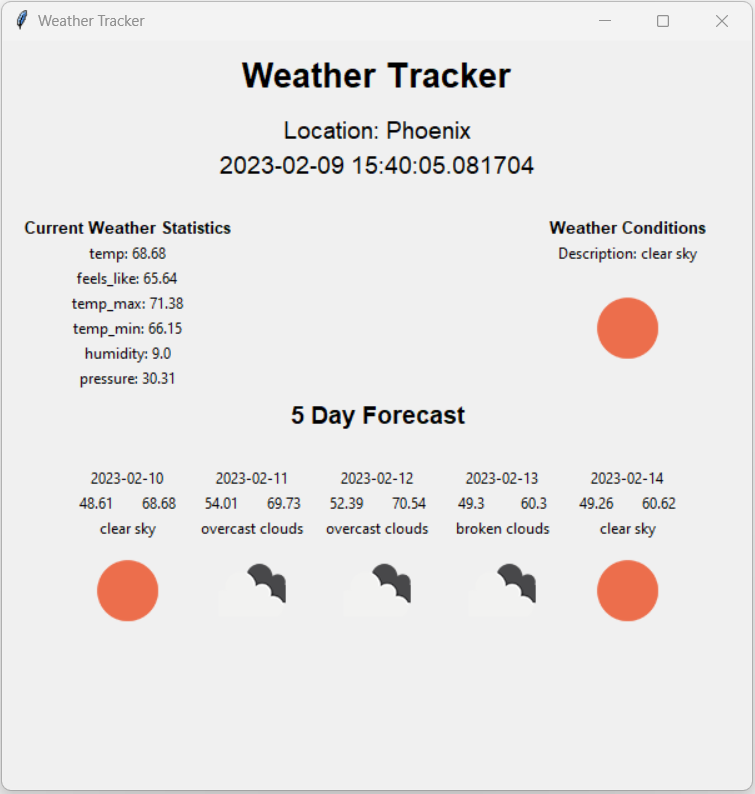 Weather Tracker
Weather Tracker
Location: Phoenix
2023-02-09 15:40:05.081704
Current Weather Statistics
temp: 68.68
feels_like: 65.64
temp_max: 71.38
temp_min: 66.15
humidity: 9.0
pressure: 30.31
Weather Conditions
Description: clear sky
5 Day Forecast
2023-02-10 2023-02-11 2023-02-12 2023-02-13 2023-02-14
48.61 68.68 54.01 69.73 52.39 70.54 49.3 60.3 49.26 60.62
clear sky overcast clouds overcast clouds broken clouds clear sky